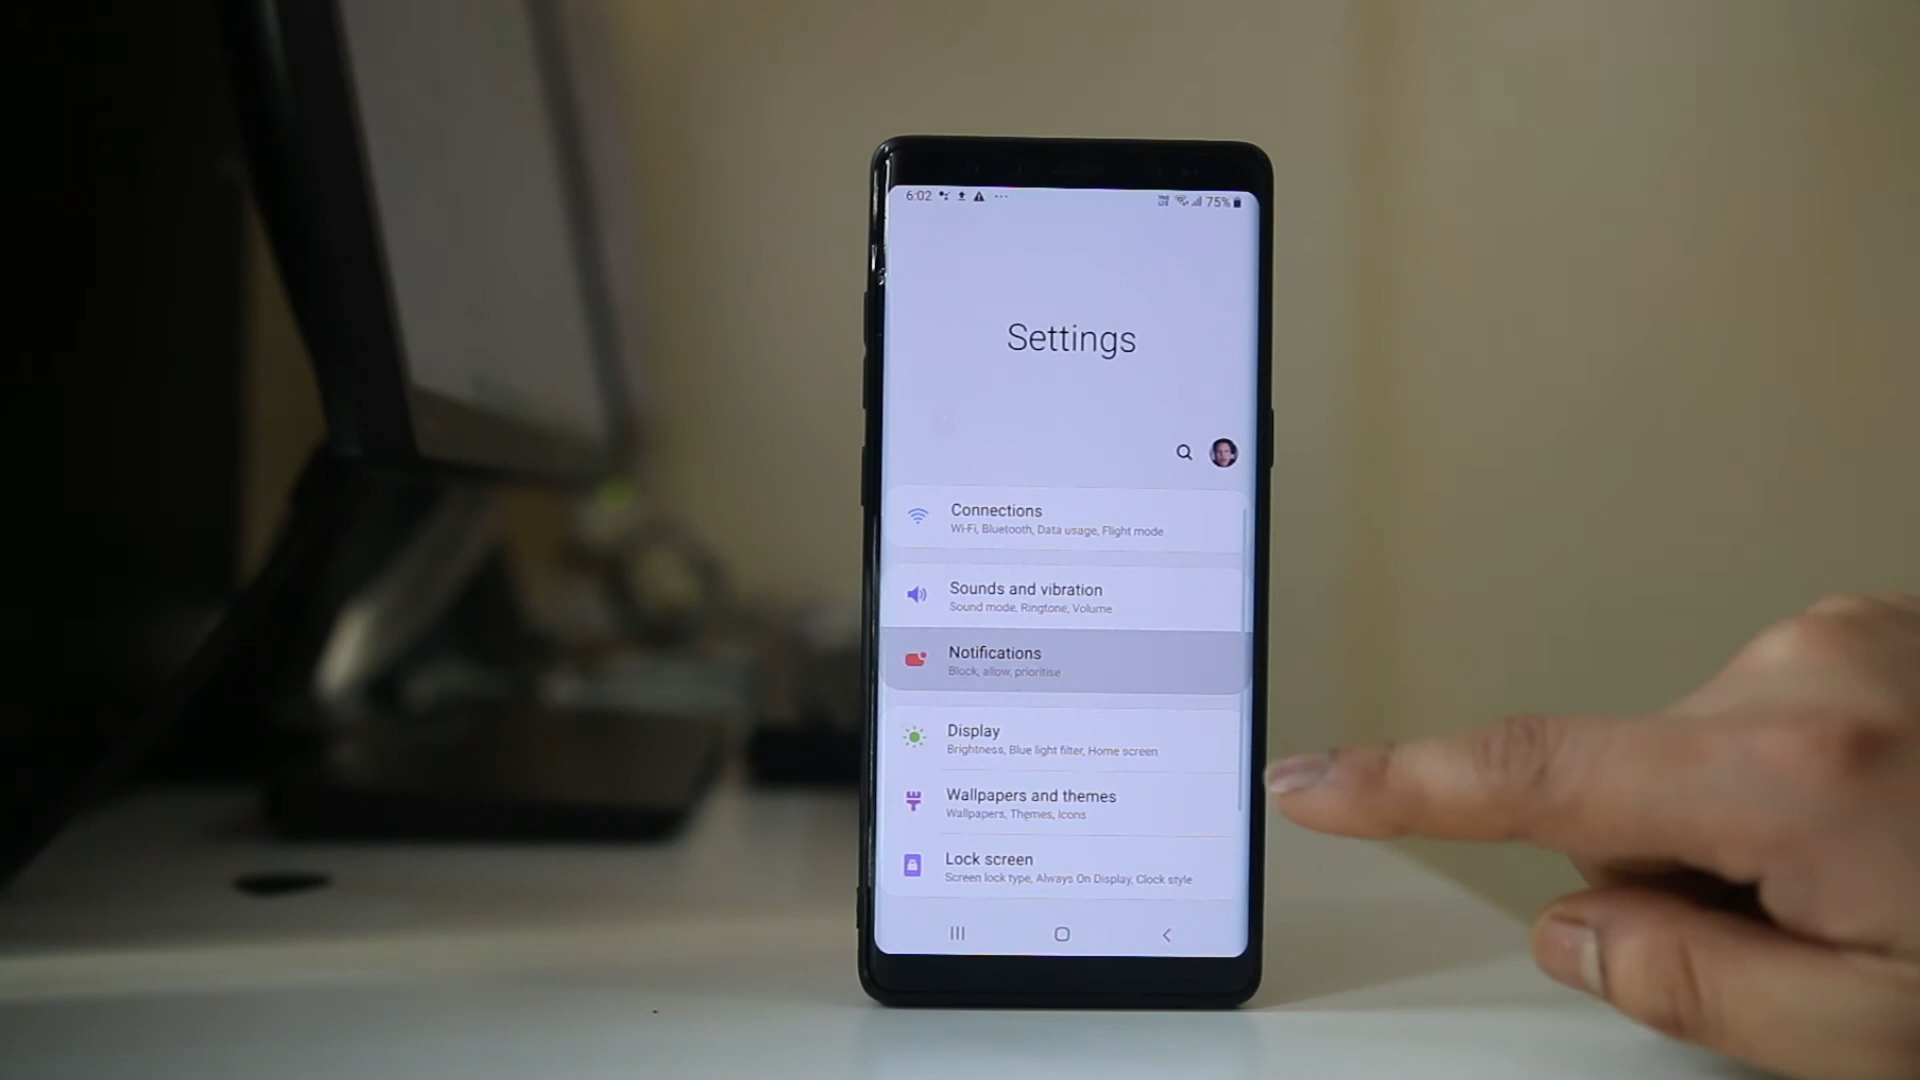 6:02
75%
Settings
Connections
Wi-Fi, Bluetooth, Data usage, Flight mode
Sounds and vibration
Sound mode, Ringtone, Volume
Notifications
Block, allow, prioritise
Display
Brightness, Blue light filter, Home screen
Wallpapers and themes
Wallpapers, Themes, Icons
Lock screen
Screen lock type, Always On Display, Clock style